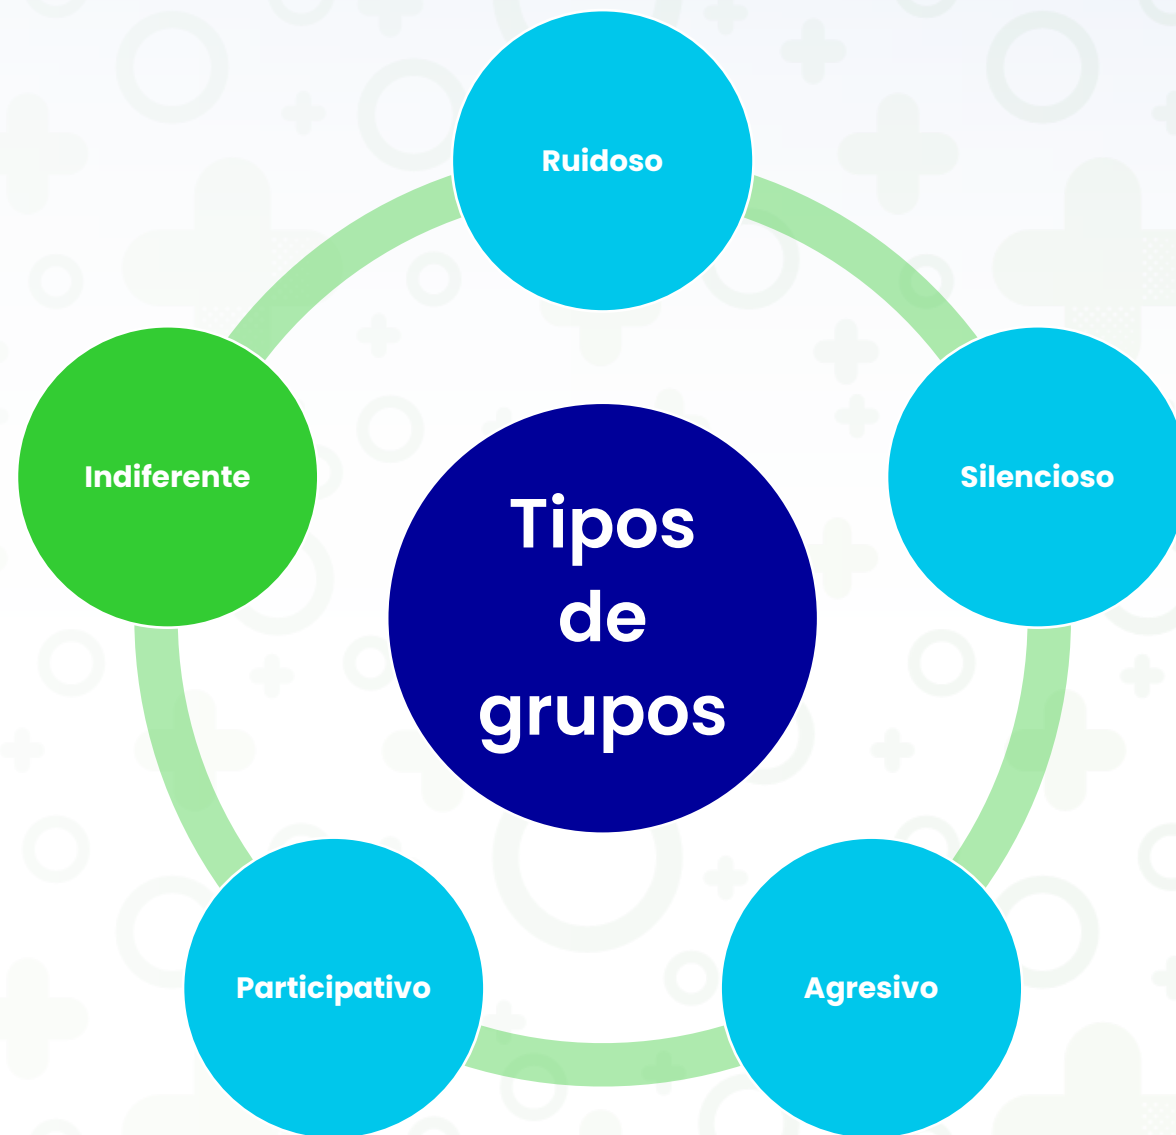 Ruidoso
Indiferente
Silencioso
Tipos
de
grupos
Participativo
Agresivo